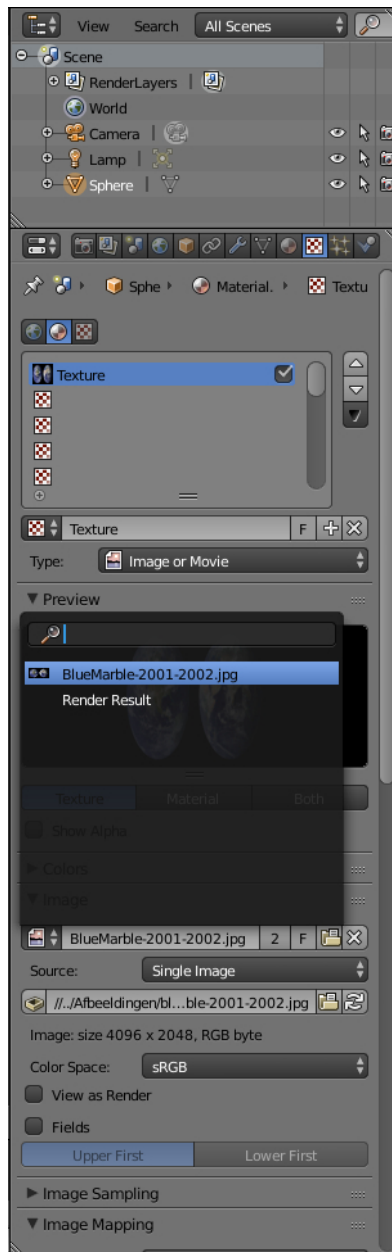 View Search All Scenes
Scene
RenderLayers
World
Camera
Lamp
Sphere
Sphe Material. Textu
Texture
Texture F
Type: Image or Movie
Preview
BlueMarble-2001-2002.jpg
Render Result
Texture Material Both
Show Alpha
Colors
Image
BlueMarble-2001-2002.jpg 2 F
Source: Single Image
//../Afbeeldingen/bl...ble-2001-2002.jpg
Image: size 4096 x 2048, RGB byte
Color Space: sRGB
View as Render
Fields
Upper First Lower First
Image Sampling
Image Mapping